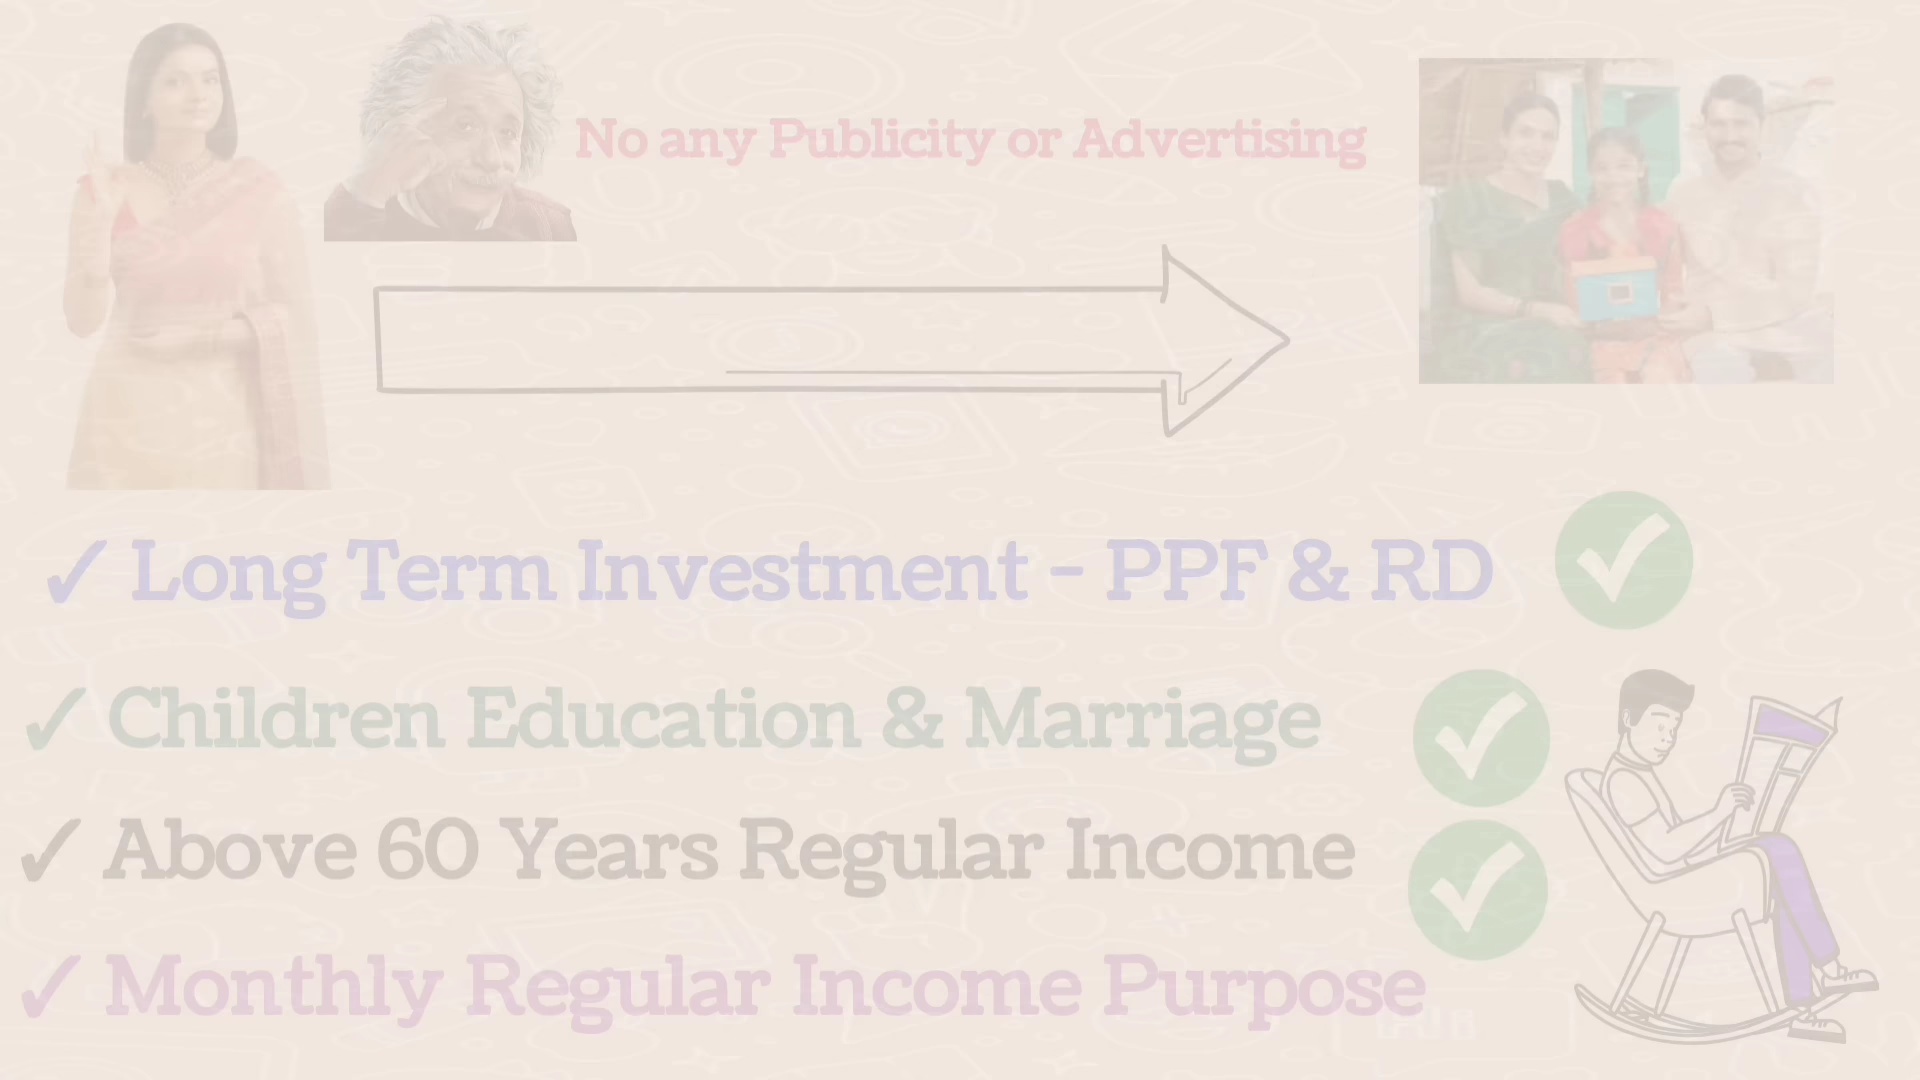 No any Publicity or Advertising
✓ Long Term Investment - PPF & RD
✓ Children Education & Marriage
✓ Above 60 Years Regular Income
✓ Monthly Regular Income Purpose